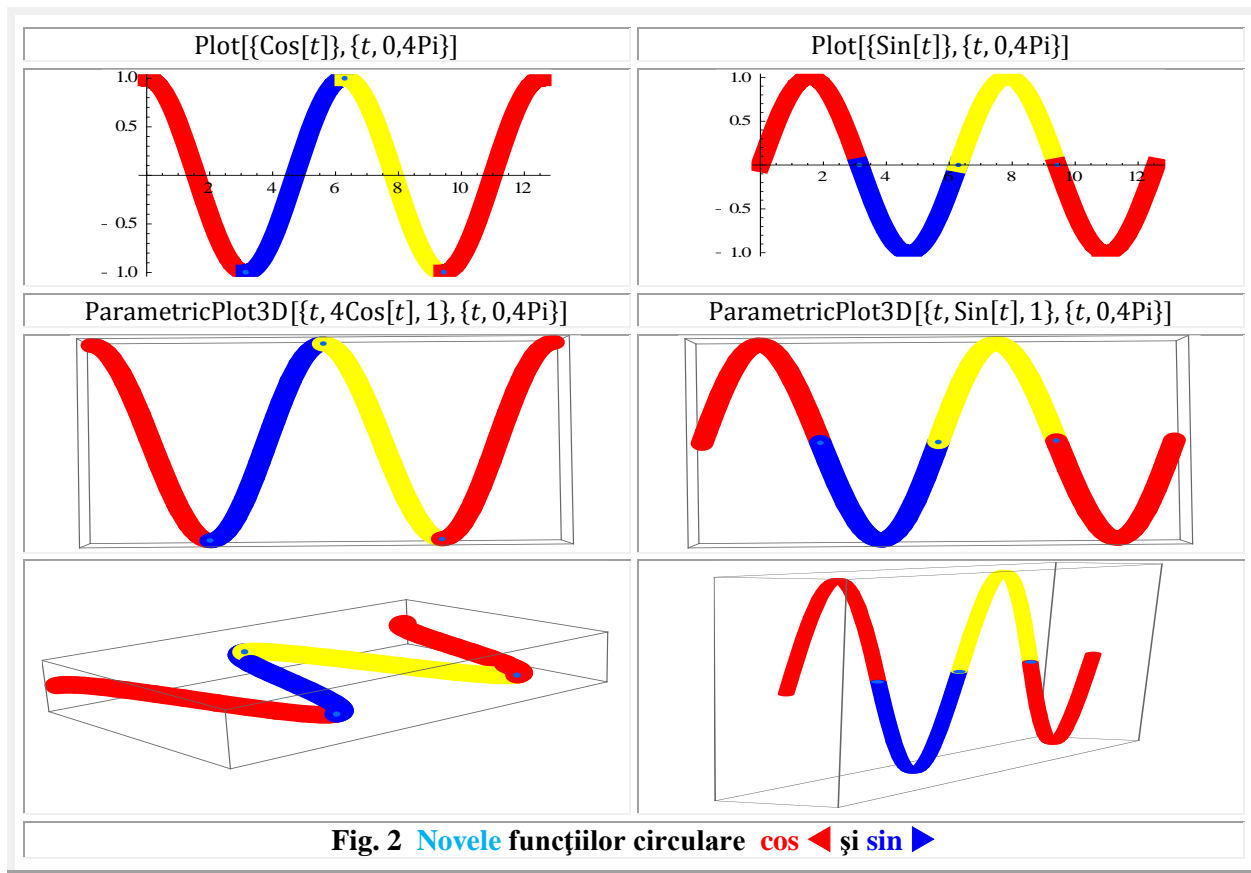 Plot[{Cos[t]}, {t, 0,4Pi}]
Plot[{Sin[t]}, {t, 0,4Pi}]
1.0
0.5
- 0.5
- 1.0
2 4 6 8 10 12
1.0
0.5
- 0.5
- 1.0
2 4 6 8 10 12
ParametricPlot3D[{t, 4Cos[t], 1}, {t, 0,4Pi}]
ParametricPlot3D[{t, Sin[t], 1}, {t, 0,4Pi}]
Fig. 2 Novele funcţiilor circulare cos ◄ şi sin ►